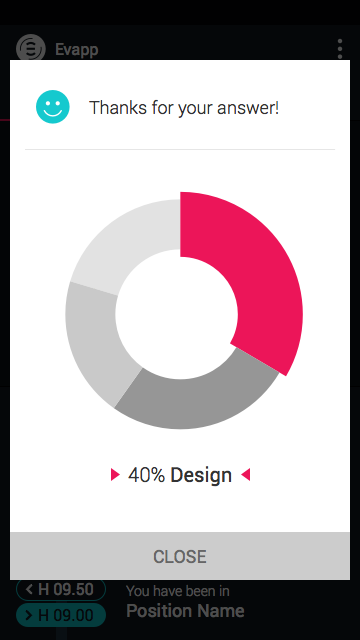 Evapp
Thanks for your answer!
40% Design
CLOSE
H 09.50
You have been in
H 09.00
Position Name